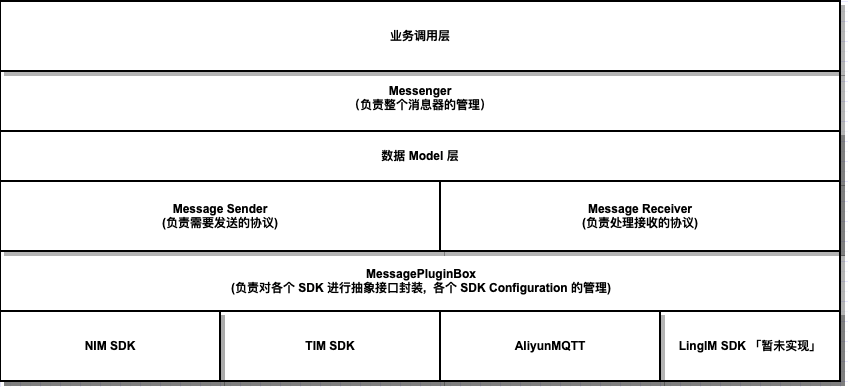 业务调用层
Messenger
（负责整个消息器的管理）
数据 Model 层
Message Sender
(负责需要发送的协议)
Message Receiver
(负责处理接收的协议)
MessagePluginBox
(负责对各个 SDK 进行抽象接口封装, 各个 SDK Configuration 的管理)
NIM SDK
TIM SDK
AliyunMQTT
LingIM SDK 「暂未实现」